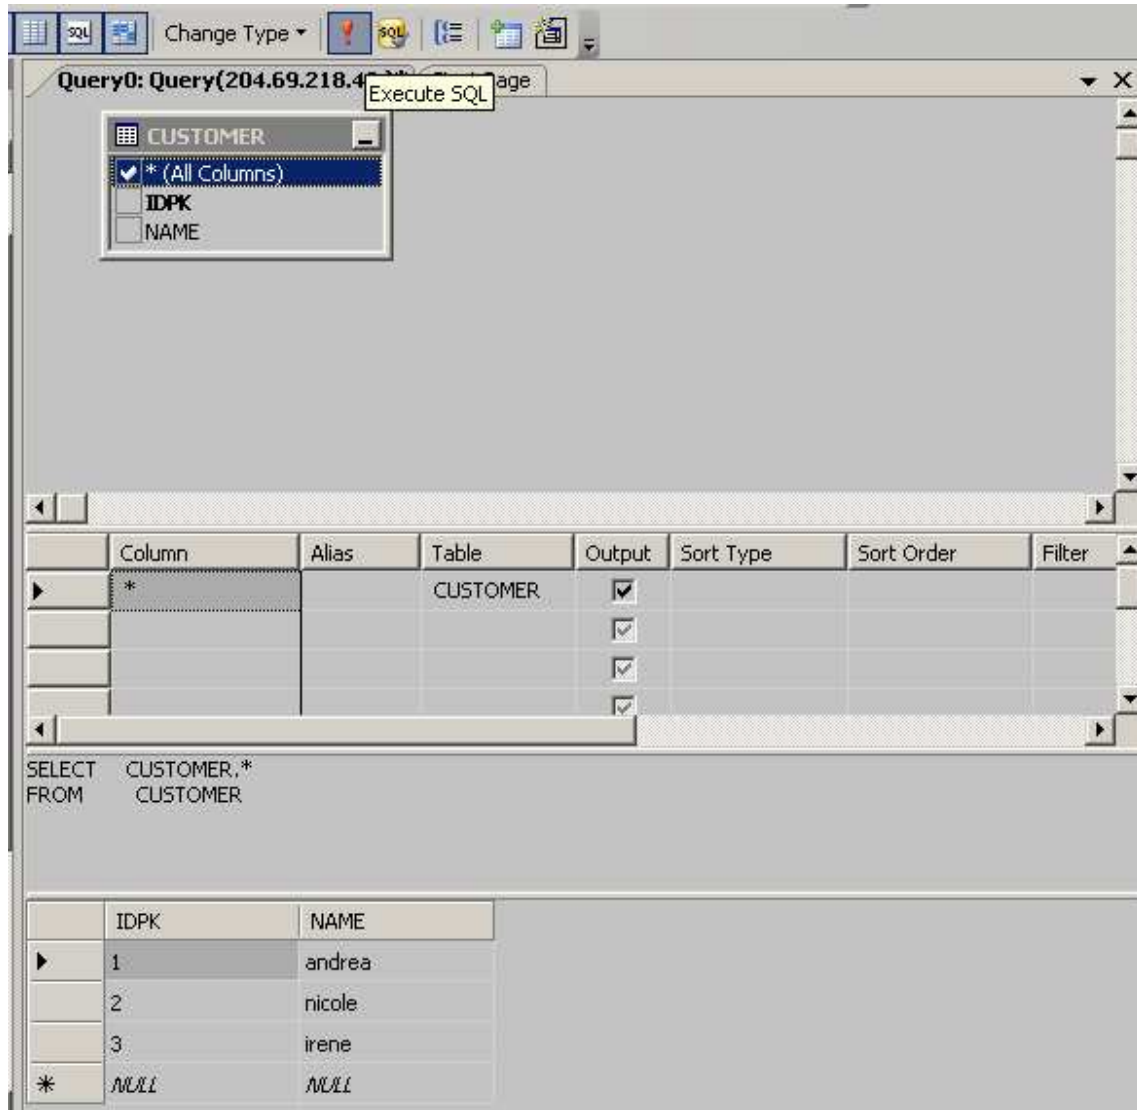 SQL Change Type SQL
Query0: Query(204.69.218.4 age
Execute SQL
CUSTOMER
* (All Columns)
IDPK
NAME
Column Alias Table Output Sort Type Sort Order Filter
* CUSTOMER
SELECT CUSTOMER.*
FROM CUSTOMER
IDPK NAME
1 andrea
2 nicole
3 irene
NULL NULL